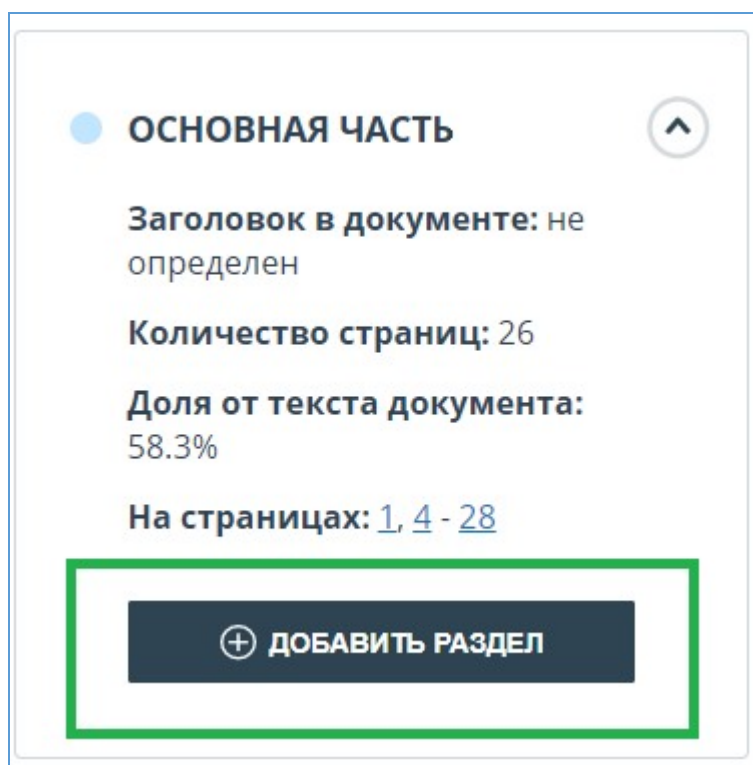 ОСНОВНАЯ ЧАСТЬ
Заголовок в документе: не
определен
Количество страниц: 26
Доля от текста документа:
58.3%
На страницах: 1, 4 - 28
ДОБАВИТЬ РАЗДЕЛ